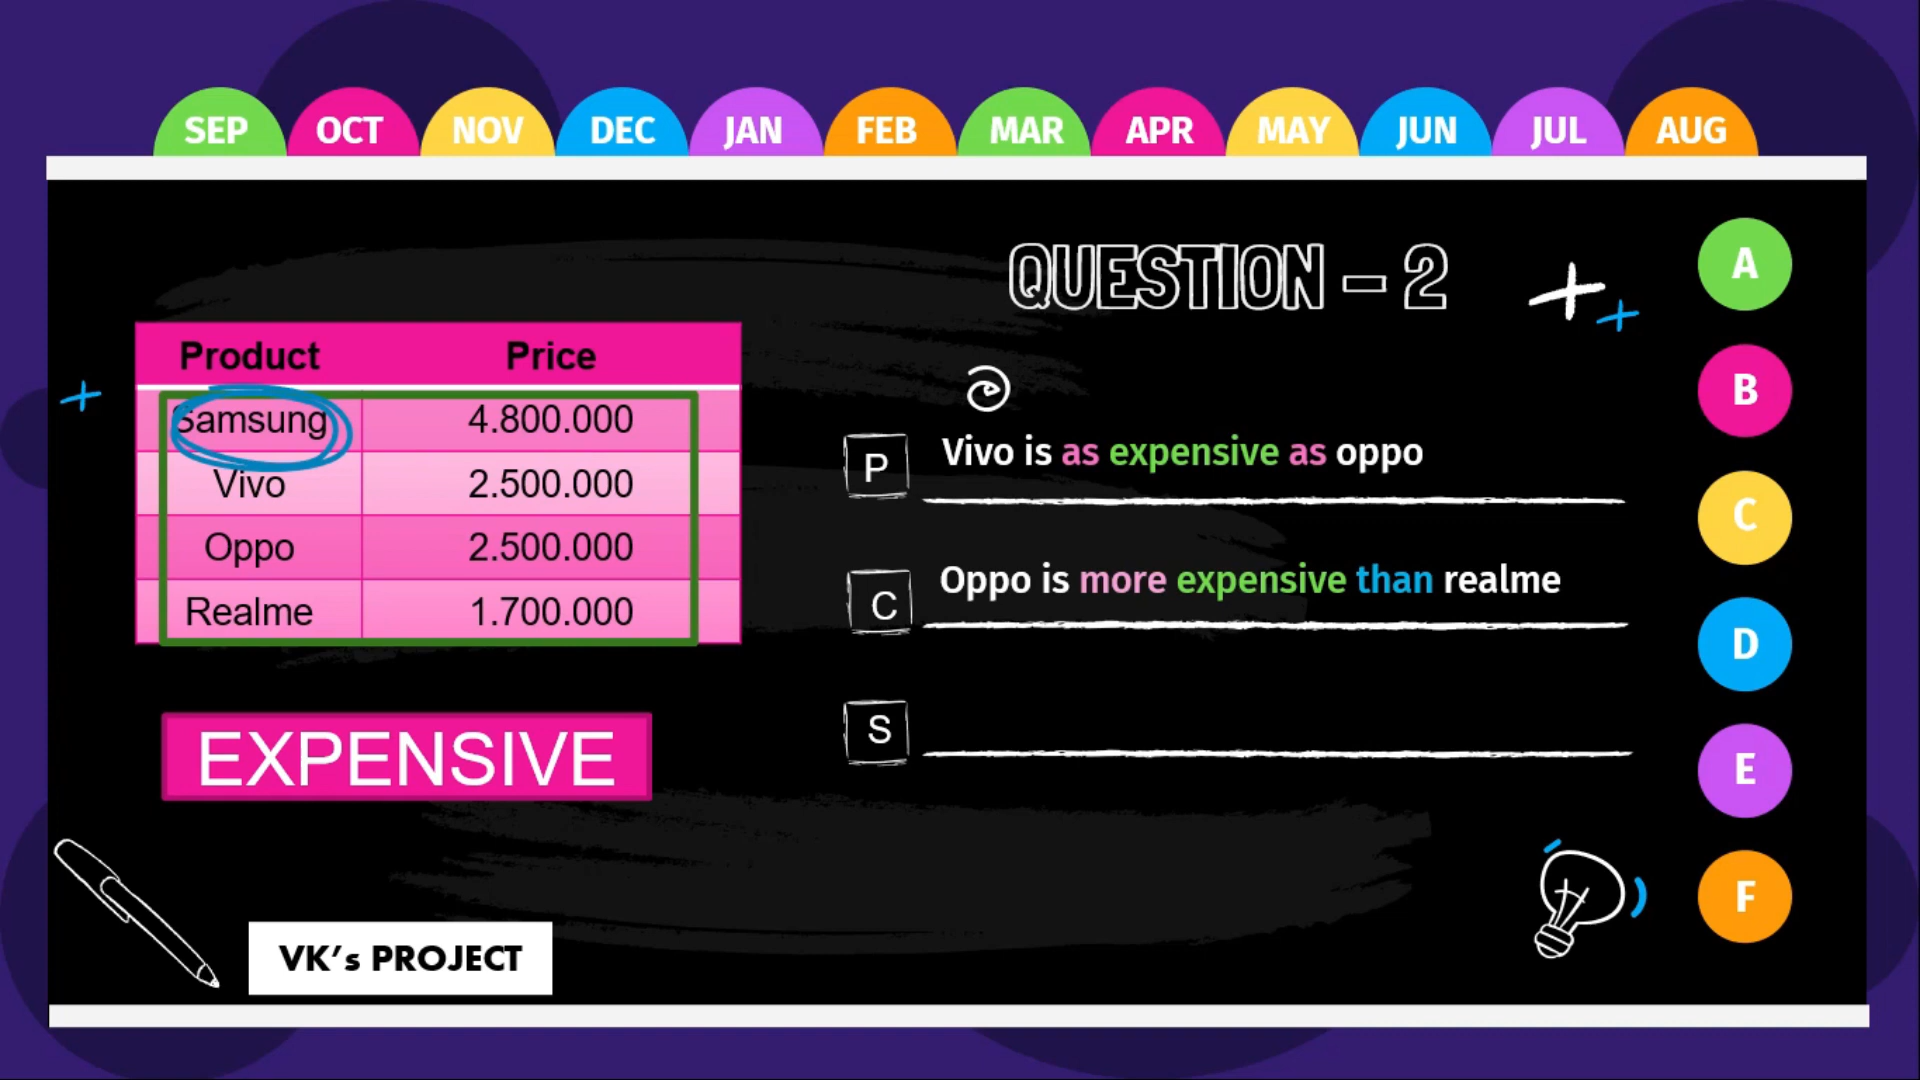 SEP OCT NOV DEC JAN FEB MAR APR MAY JUN JUL AUG
QUESTION – 2
Product Price
Samsung 4.800.000
Vivo 2.500.000
Oppo 2.500.000
Realme 1.700.000
EXPENSIVE
P Vivo is as expensive as oppo
C Oppo is more expensive than realme
S
A
B
C
D
E
F
VK's PROJECT